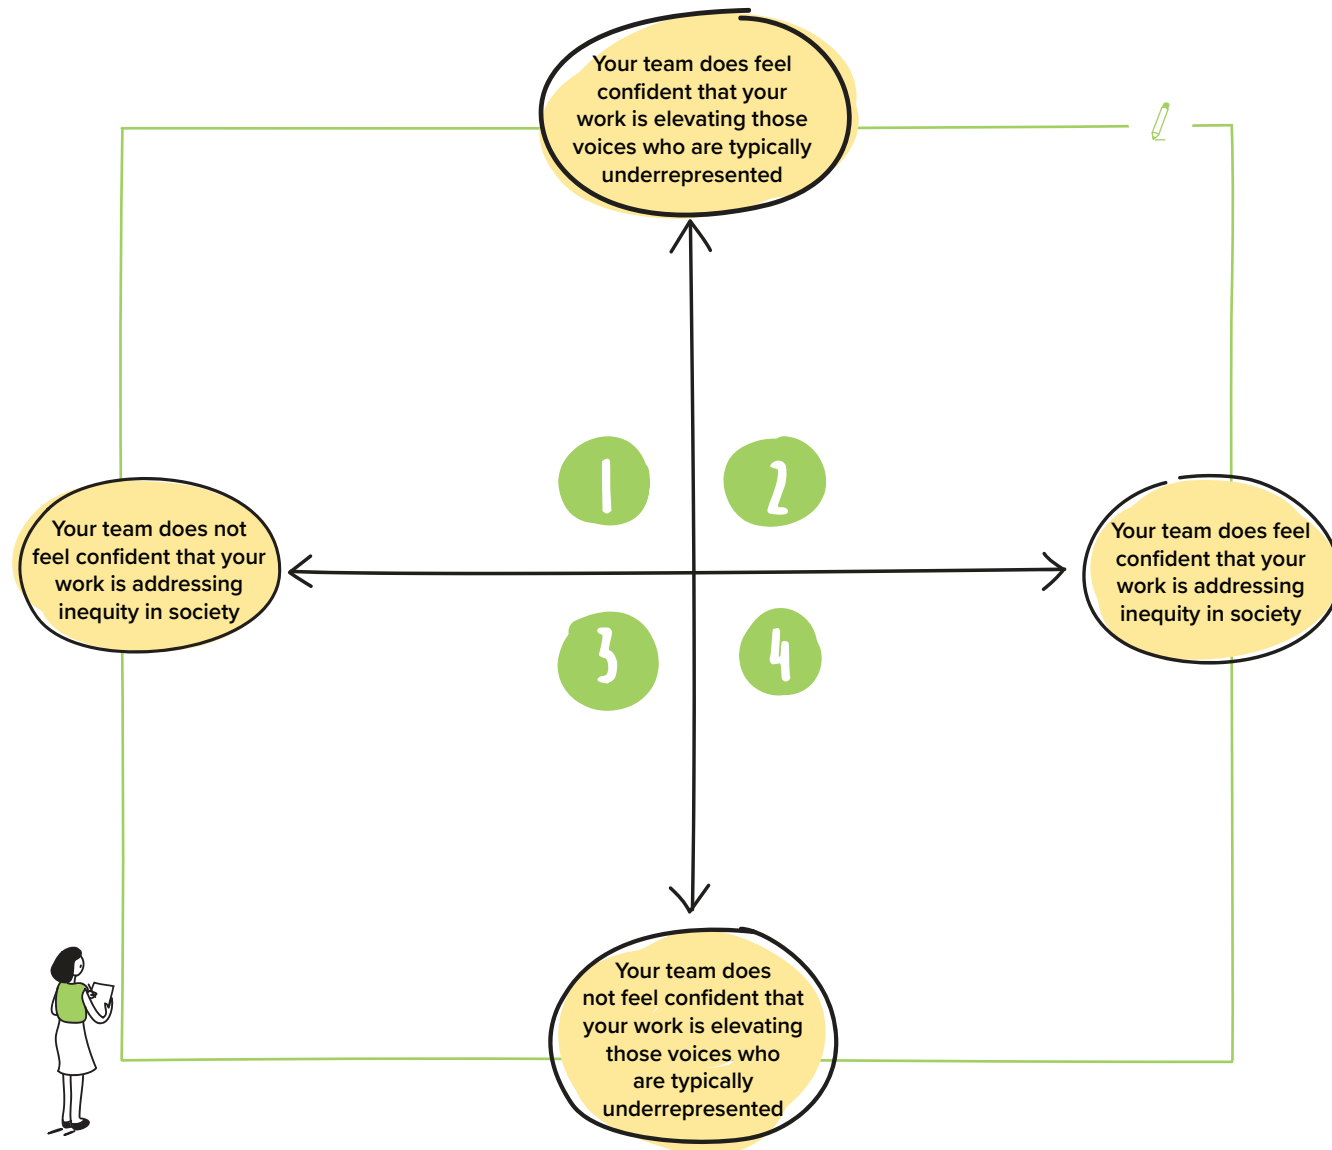 Your team does feel
confident that your
work is elevating those
voices who are typically
underrepresented
1
2
Your team does not
feel confident that your
work is addressing
inequity in society
Your team does feel
confident that your
work is addressing
inequity in society
3
4
Your team does
not feel confident that
your work is elevating
those voices who
are typically
underrepresented